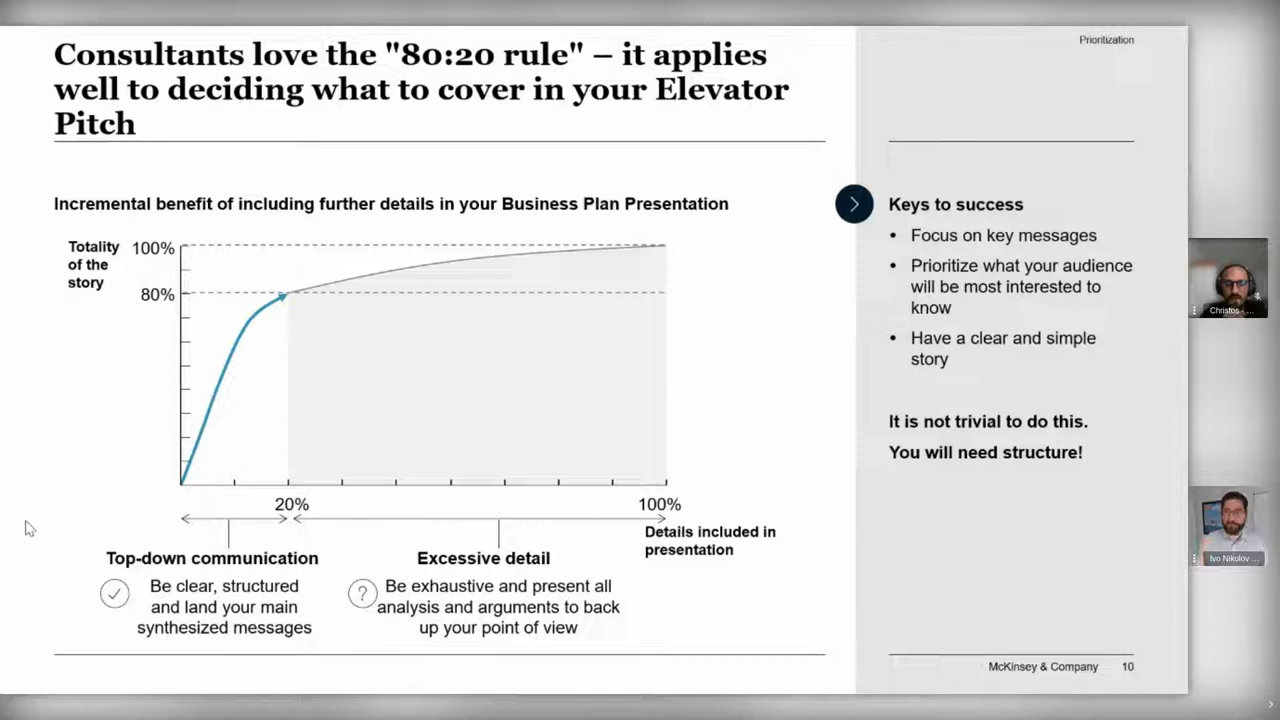 Consultants love the "80:20 rule" – it applies
well to deciding what to cover in your Elevator
Pitch
Prioritization
Incremental benefit of including further details in your Business Plan Presentation
Totality
of the
story
100%
80%
20%
100%
Details included in
presentation
Top-down communication
Be clear, structured
and land your main
synthesized messages
Excessive detail
?
Be exhaustive and present all
analysis and arguments to back
up your point of view
Keys to success
• Focus on key messages
• Prioritize what your audience
will be most interested to
know
• Have a clear and simple
story
It is not trivial to do this.
You will need structure!
McKinsey & Company 10
Christos - ...
Ivo Nikolov ...